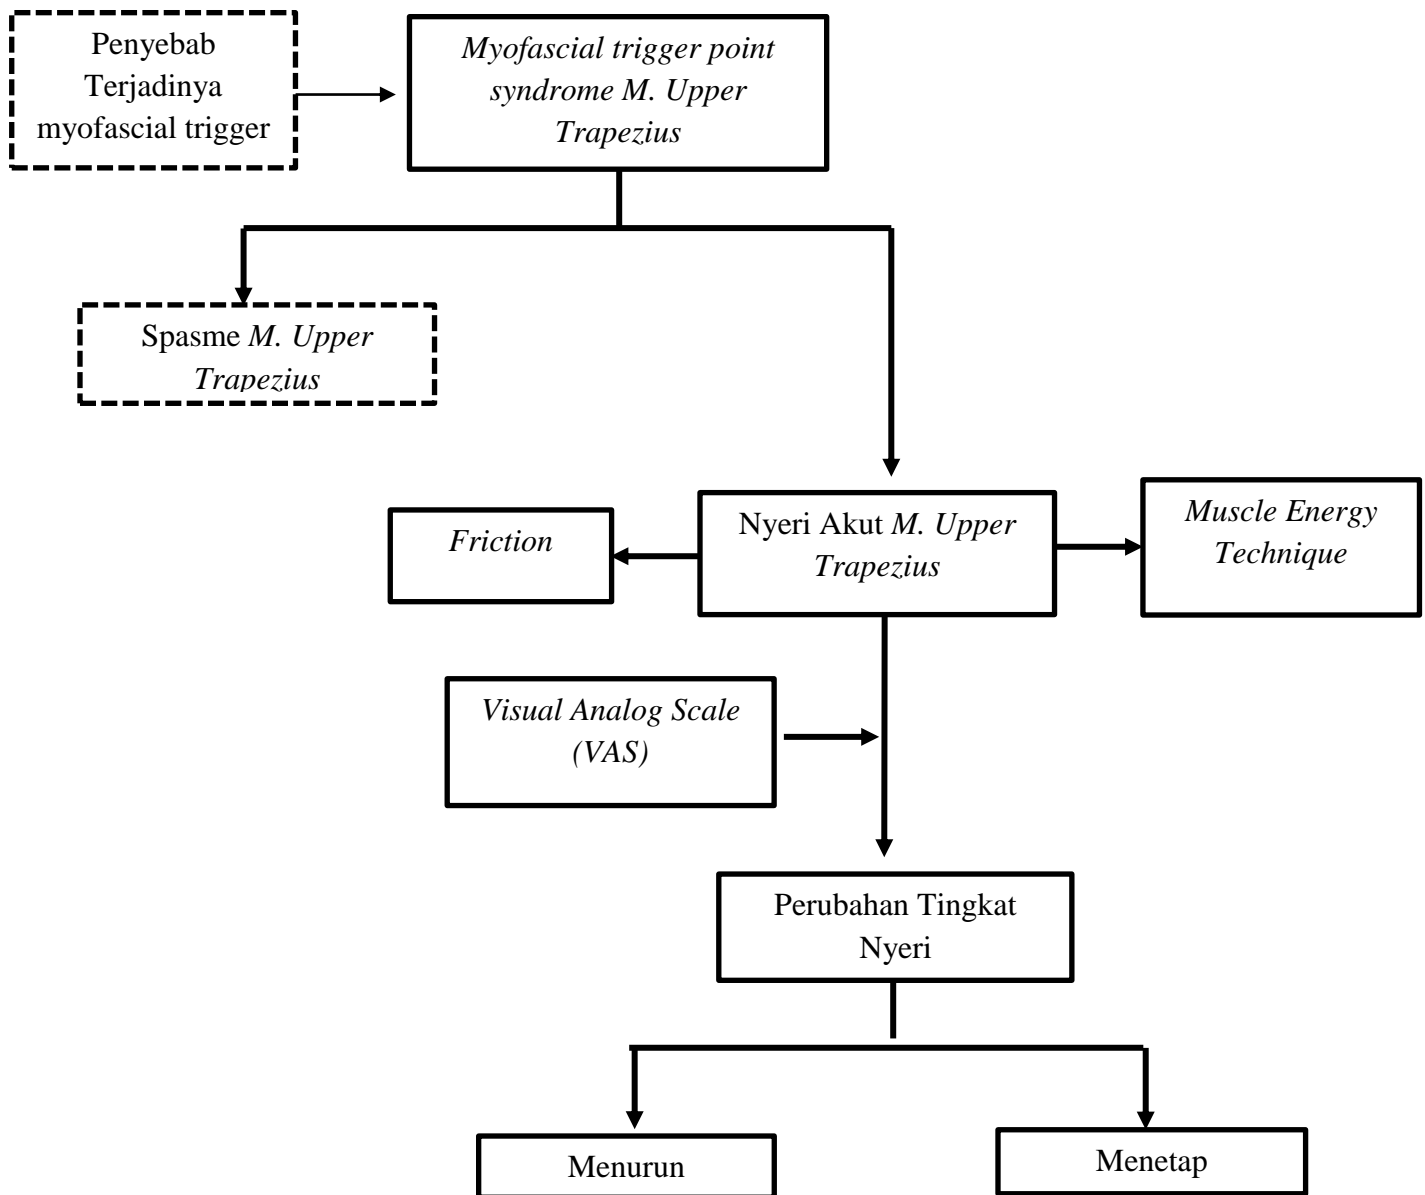 Penyebab
Terjadinya
myofascial trigger
Myofascial trigger point
syndrome M. Upper
Trapezius
Spasme M. Upper
Trapezius
Friction
Nyeri Akut M. Upper
Trapezius
Muscle Energy
Technique
Visual Analog Scale
(VAS)
Perubahan Tingkat
Nyeri
Menurun
Menetap